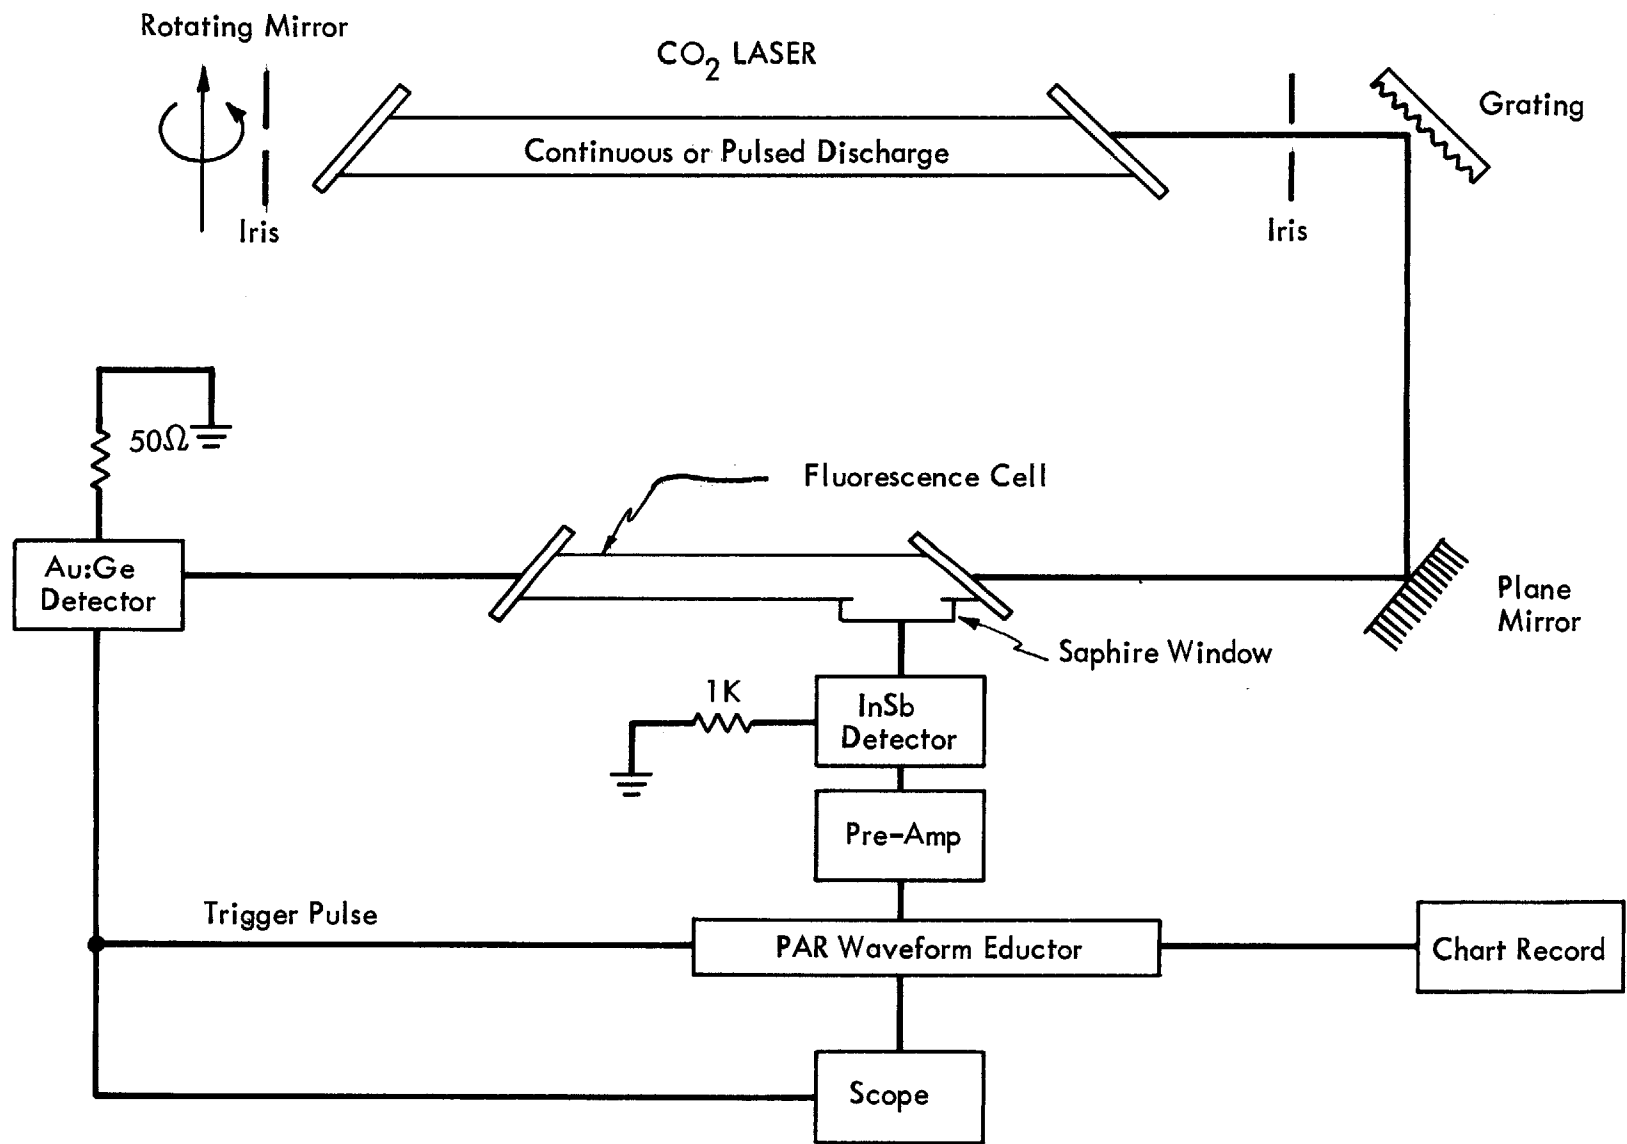 Rotating Mirror
CO2 LASER
Grating
Continuous or Pulsed Discharge
Iris
Iris
50Ω
Fluorescence Cell
Au:Ge
Detector
Plane
Mirror
Saphire Window
1K
InSb
Detector
Pre-Amp
Trigger Pulse
PAR Waveform Eductor
Chart Record
Scope